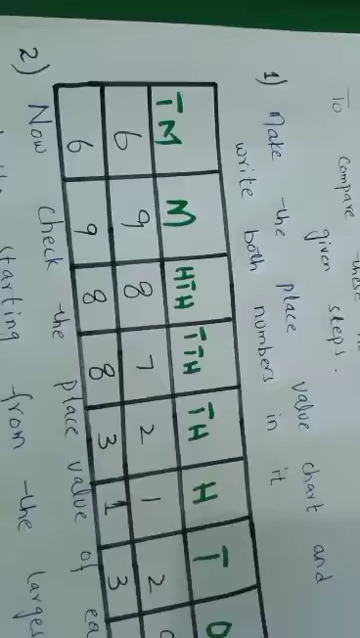 To compare these
given steps.
1) Make the place value chart and
write both numbers in it
TM M HTH TTH TH H T O
6 9 8 7 2 1 2
6 9 8 8 3 1 3
2) Now check the place value of
starting from the